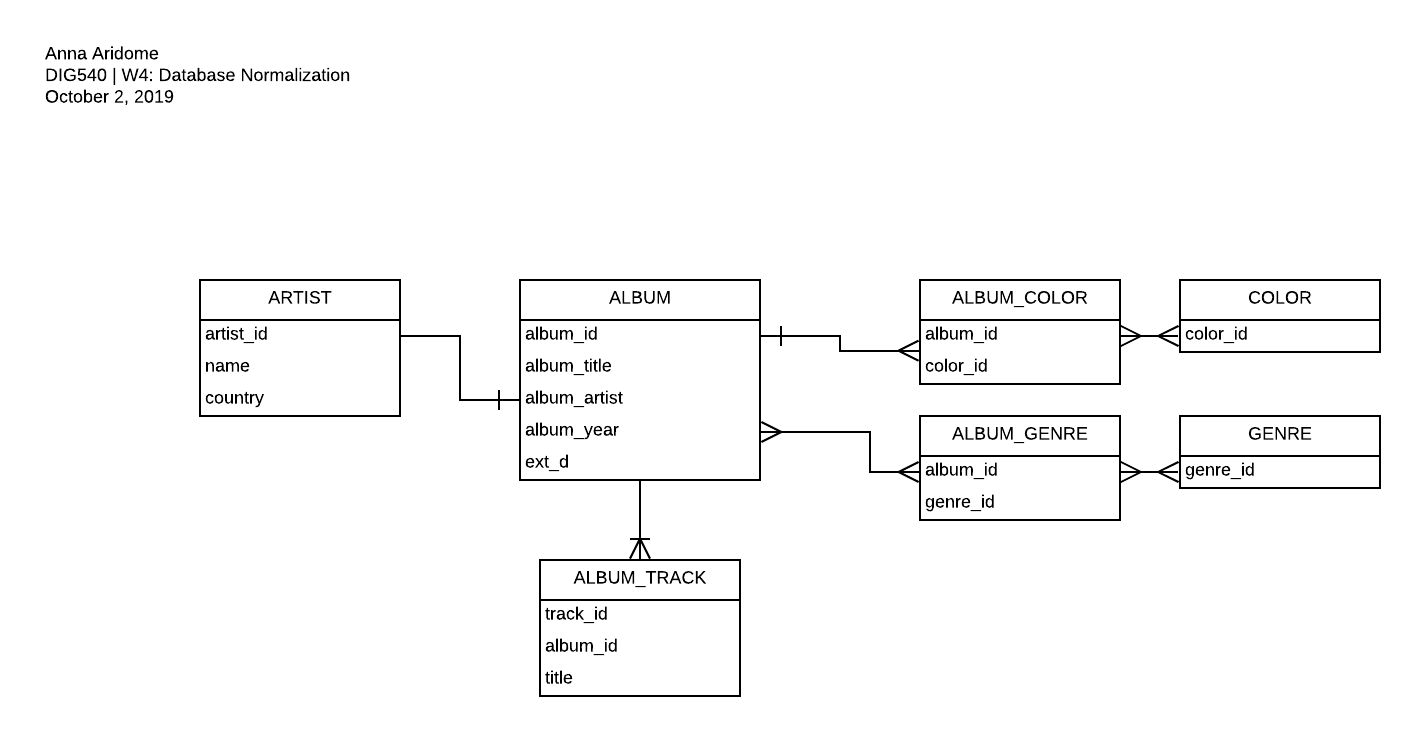 Anna Aridome
DIG540 | W4: Database Normalization
October 2, 2019
ARTIST
artist_id
name
country
ALBUM
album_id
album_title
album_artist
album_year
ext_d
ALBUM_COLOR
album_id
color_id
COLOR
color_id
ALBUM_GENRE
album_id
genre_id
GENRE
genre_id
ALBUM_TRACK
track_id
album_id
title